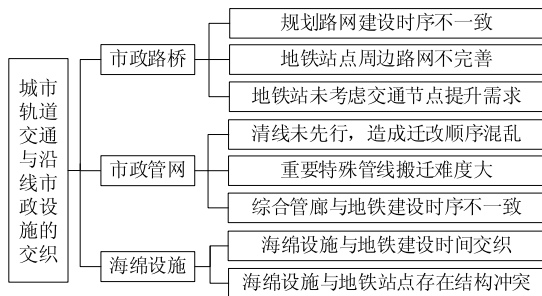 城市
轨道
交通
与沿
线市
政设
施的
交织
市政路桥
规划路网建设时序不一致
地铁站点周边路网不完善
地铁站未考虑交通节点提升需求
市政管网
清线未先行，造成迁改顺序混乱
重要特殊管线搬迁难度大
综合管廊与地铁建设时序不一致
海绵设施
海绵设施与地铁建设时间交织
海绵设施与地铁站点存在结构冲突